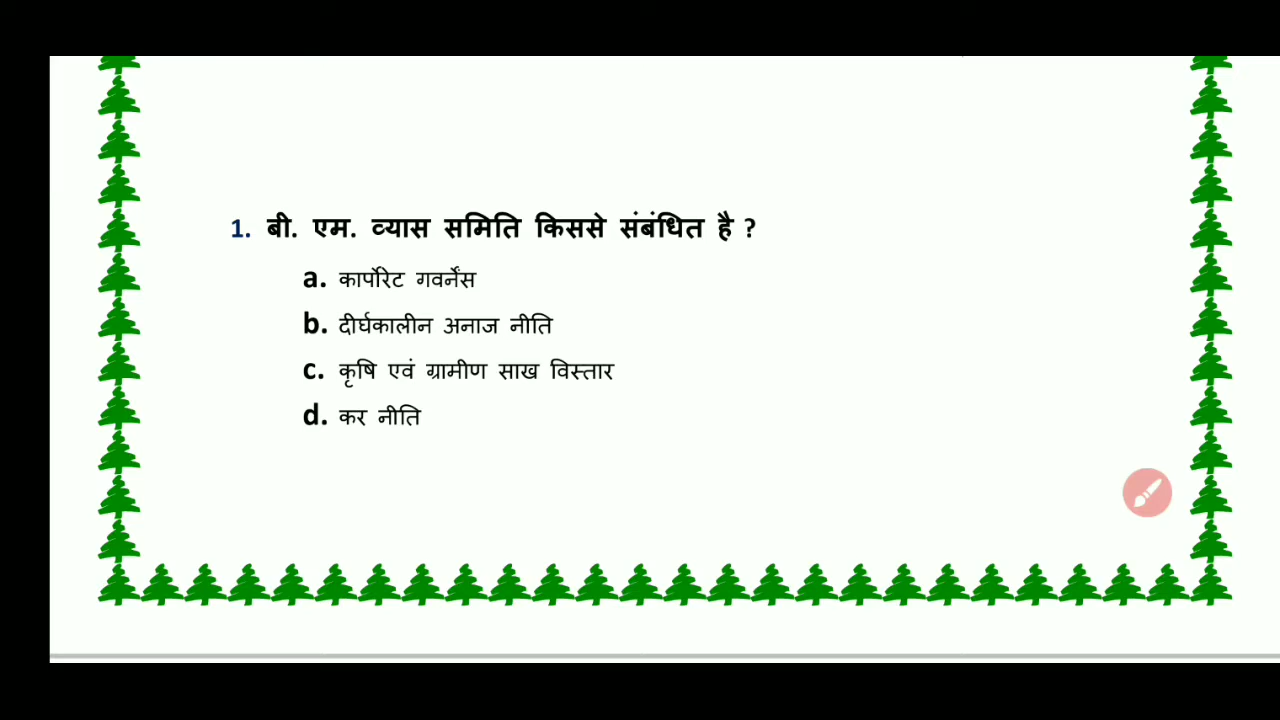 1. बी. एम. व्यास समिति किससे संबंधित है ?
a. कार्पोरेट गवर्नेंस
b. दीर्घकालीन अनाज नीति
c. कृषि एवं ग्रामीण साख विस्तार
d. कर नीति